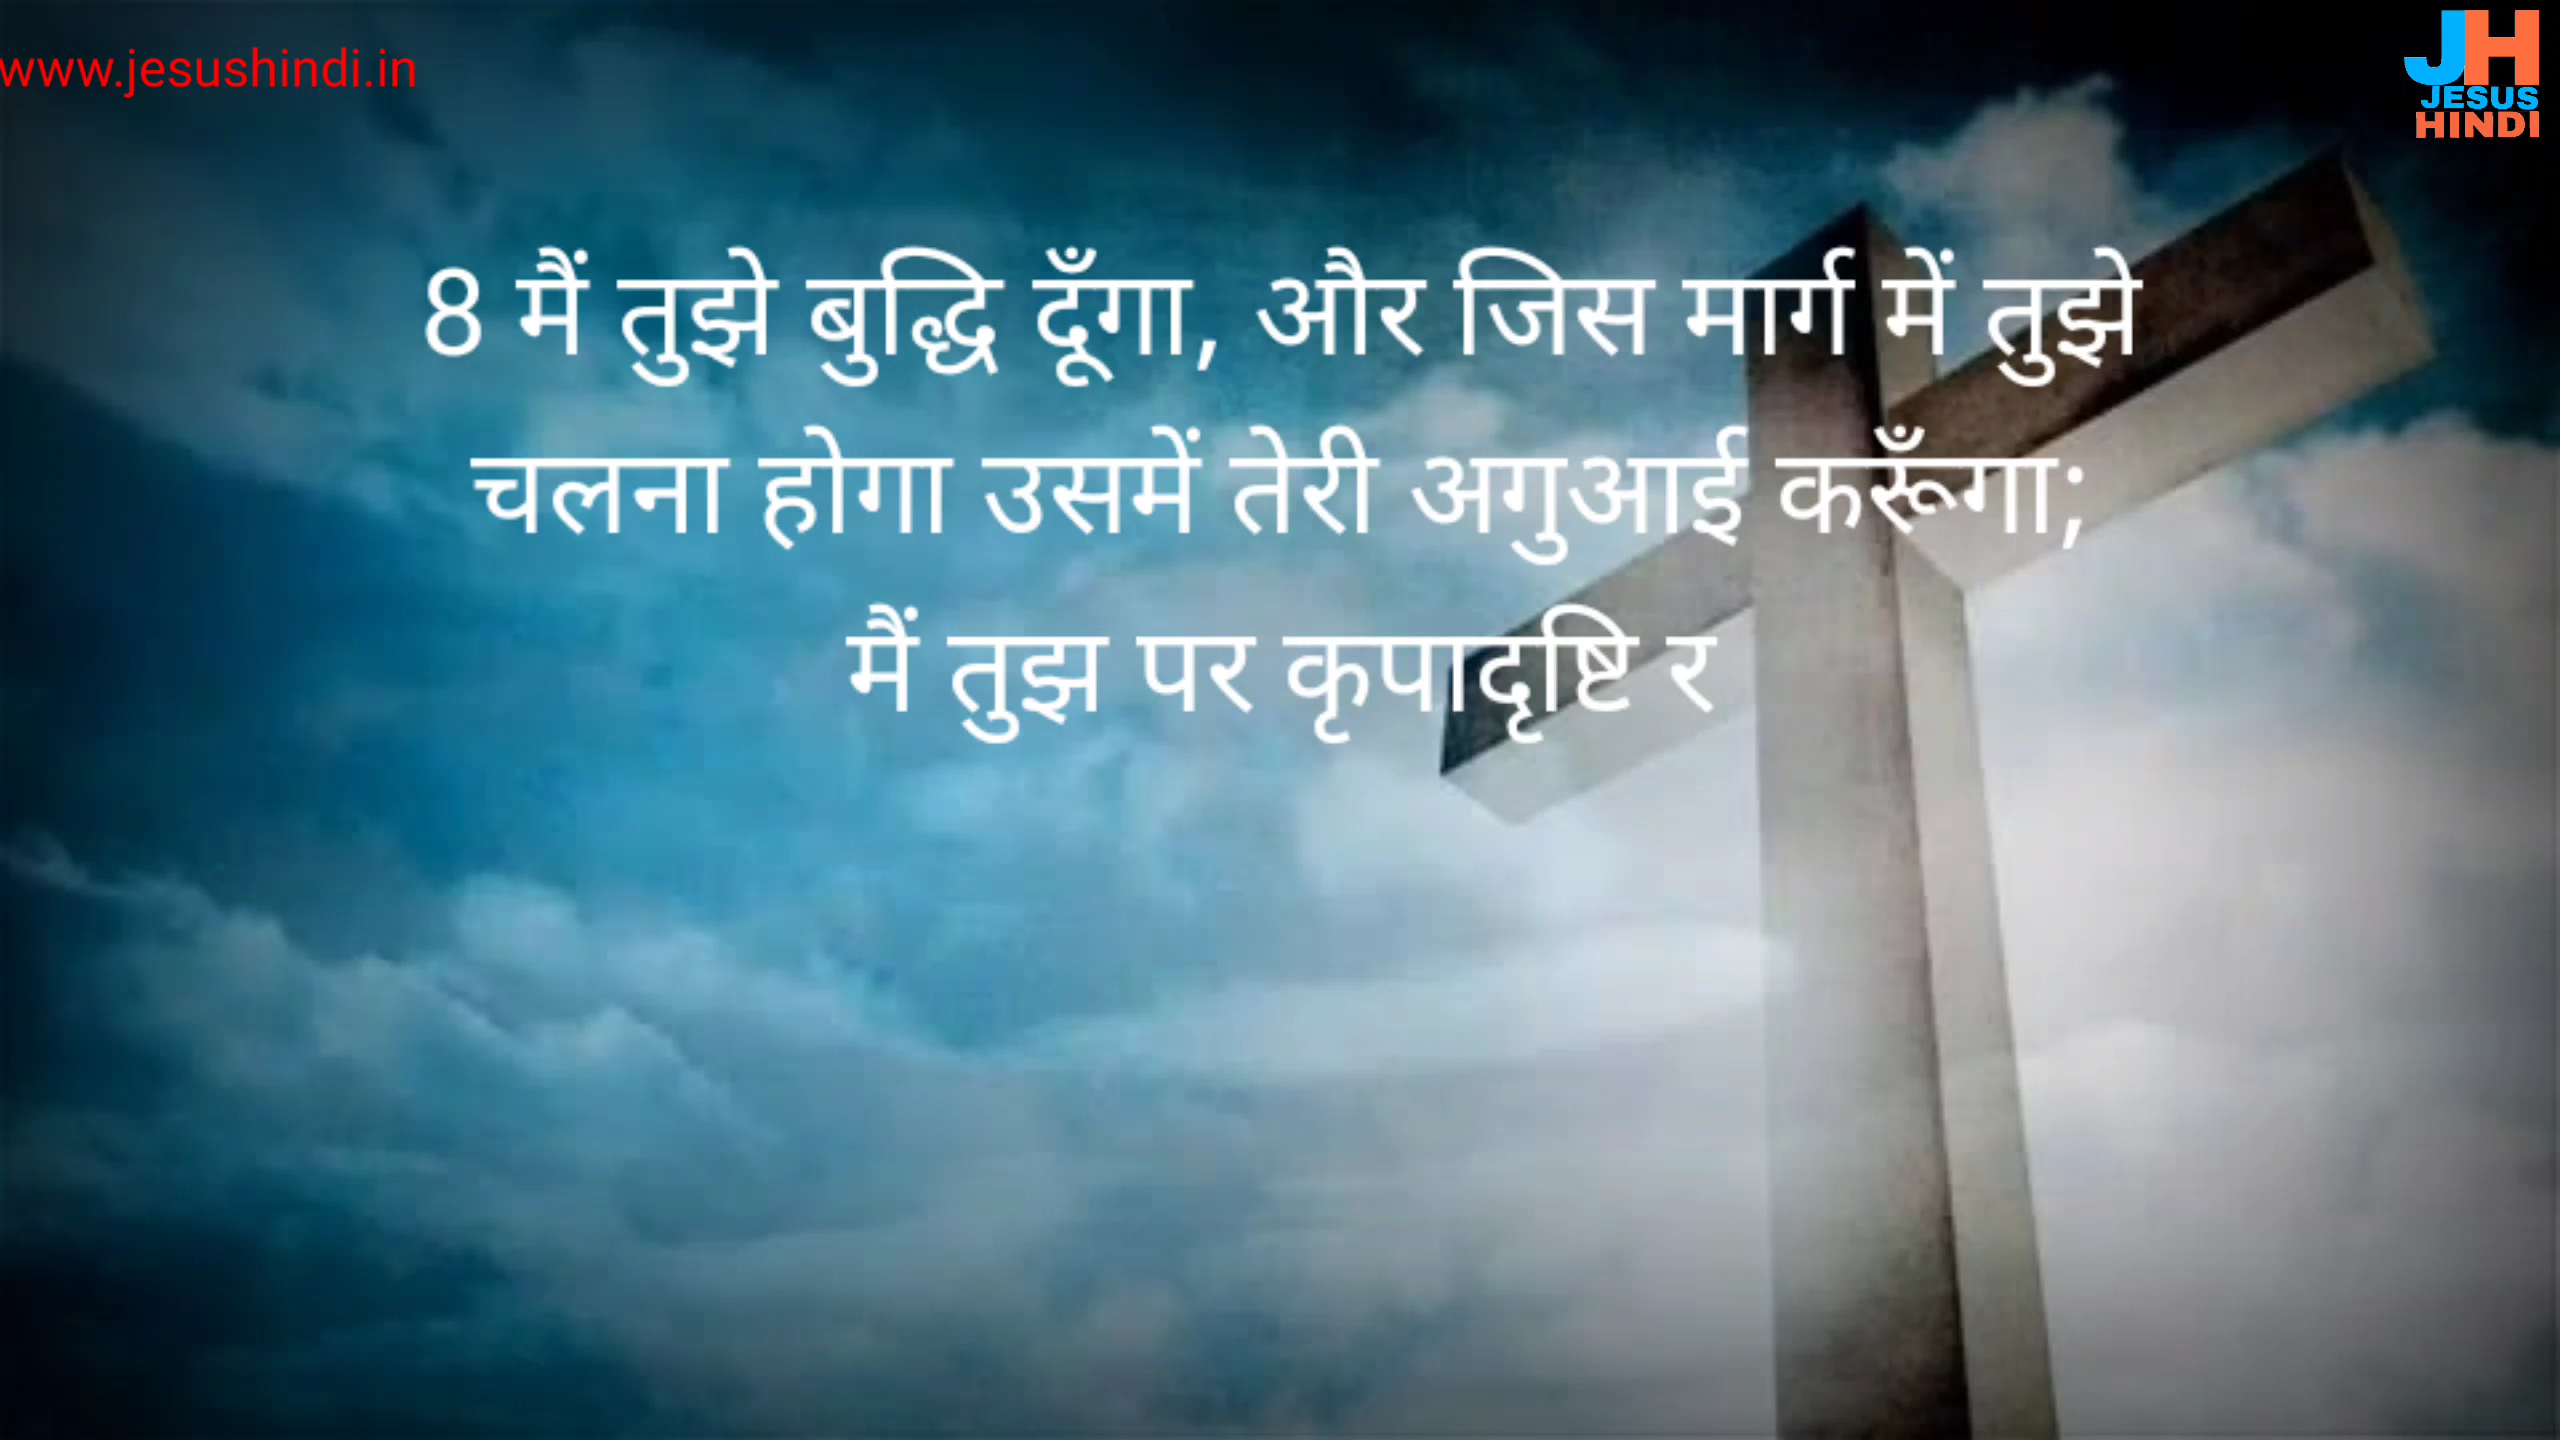 www.jesushindi.in
JH
JESUS
HINDI
8 मैं तुझे बुद्धि दूँगा, और जिस मार्ग में तुझे
चलना होगा उसमें तेरी अगुआई करूँगा;
मैं तुझ पर कृपादृष्टि र